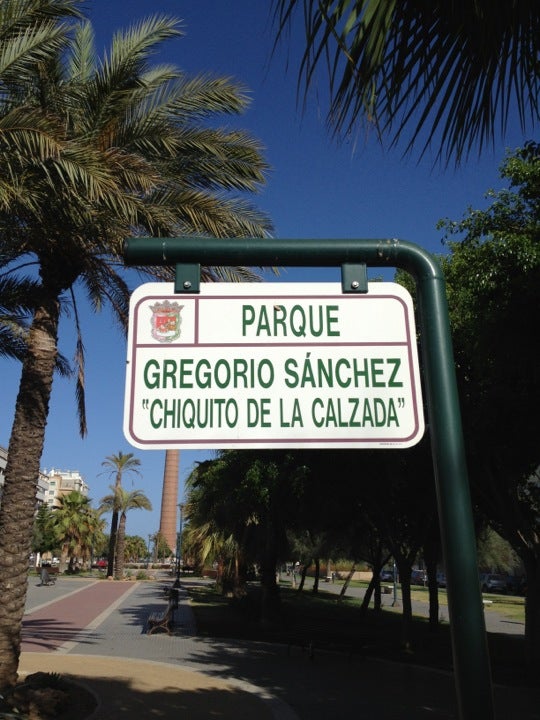 PARQUE
GREGORIO SÁNCHEZ
"CHIQUITO DE LA CALZADA"